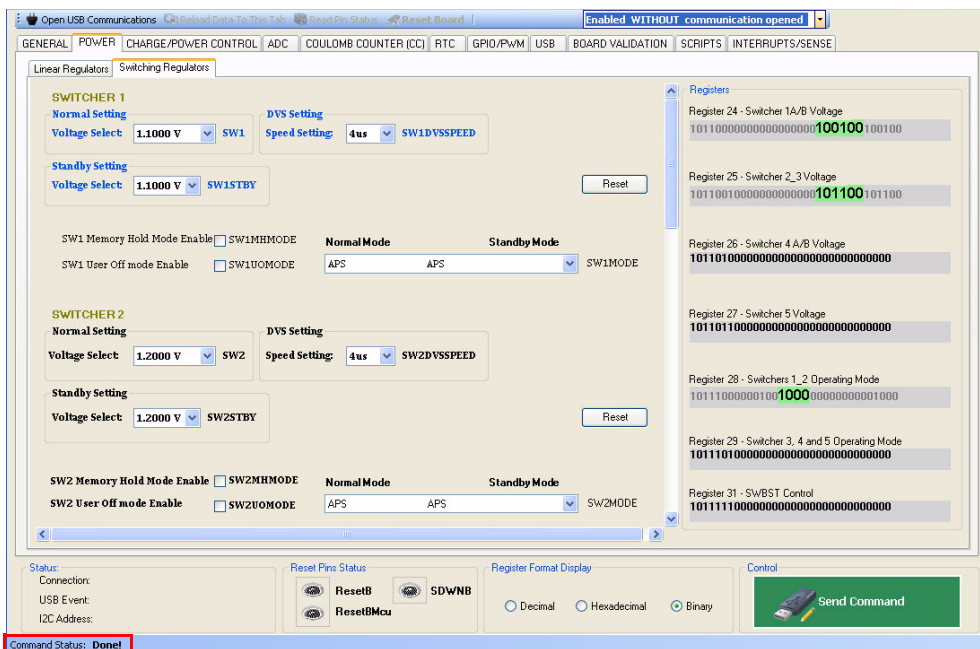 Open USB Communications Reload Data To This Tab Read Pin Status Reset Board Enabled WITHOUT communication opened
GENERAL POWER CHARGE/POWER CONTROL ADC COULOMB COUNTER (CC) RTC GPIO/PWM USB BOARD VALIDATION SCRIPTS INTERRUPTS/SENSE
Linear Regulators Switching Regulators
SWITCHER 1
Normal Setting DVS Setting
Voltage Select: 1.1000 V SW1 Speed Setting: 4us SW1DVSSPEED
Standby Setting
Voltage Select: 1.1000 V SW1STBY Reset
SW1 Memory Hold Mode Enable SW1MHMODE Normal Mode Standby Mode
SW1 User Off mode Enable SW1UOMODE APS APS SW1MODE
SWITCHER 2
Normal Setting DVS Setting
Voltage Select: 1.2000 V SW2 Speed Setting: 4us SW2DVSSPEED
Standby Setting
Voltage Select: 1.2000 V SW2STBY Reset
SW2 Memory Hold Mode Enable SW2MHMODE Normal Mode Standby Mode
SW2 User Off mode Enable SW2UOMODE APS APS SW2MODE
Registers
Register 24 - Switcher 1A/B Voltage
Register 25 - Switcher 2_3 Voltage
Register 26 - Switcher 4 A/B Voltage
Register 27 - Switcher 5 Voltage
Register 28 - Switchers 1_2 Operating Mode
Register 29 - Switcher 3, 4 and 5 Operating Mode
Register 31 - SWBST Control
Status: Reset Pins Status Register Format Display Control
Connection:
USB Event:
I2C Address:
ResetB SDWNB
ResetBMcu
Decimal Hexadecimal Binary
Send Command
Command Status: Done!